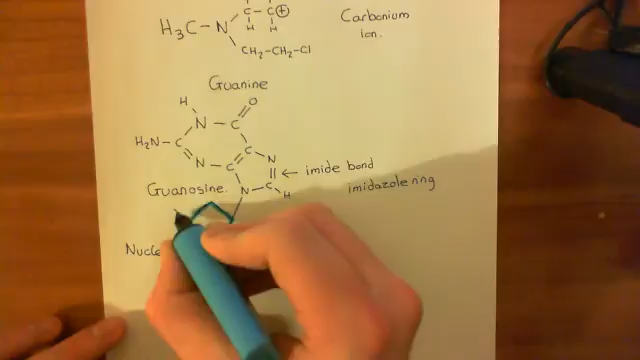 H H
C - C ⊕
H₃C - N
CH₂-CH₂-Cl
Carbonium
ion.
Guanine
H
O
N - C
H₂N - C
C
N
N
C
imide bond
imidazole ring
Guanosine.
N - C
H